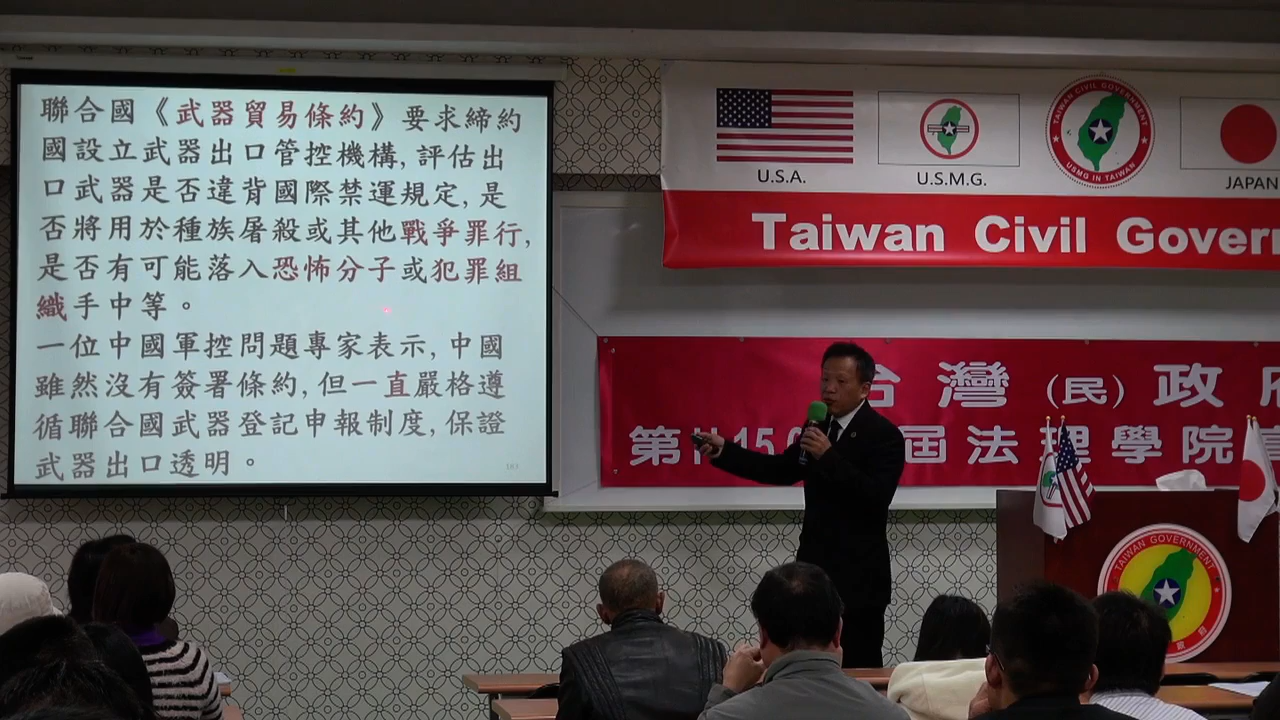 聯合國《武器貿易條約》要求締約
國設立武器出口管控機構, 評估出
口武器是否違背國際禁運規定, 是
否將用於種族屠殺或其他戰爭罪行,
是否有可能落入恐怖分子或犯罪組
織手中等。
一位中國軍控問題專家表示, 中國
雖然沒有簽署條約, 但一直嚴格遵
循聯合國武器登記申報制度, 保證
武器出口透明。
187
U.S.A.
U.S.M.G.
TAIWAN CIVIL GOVERNMENT
USMG IN TAIWAN
JAPAN
Taiwan Civil Govern
台灣(民)政府
屆法理學院
TAIWAN GOVERNMENT
政府